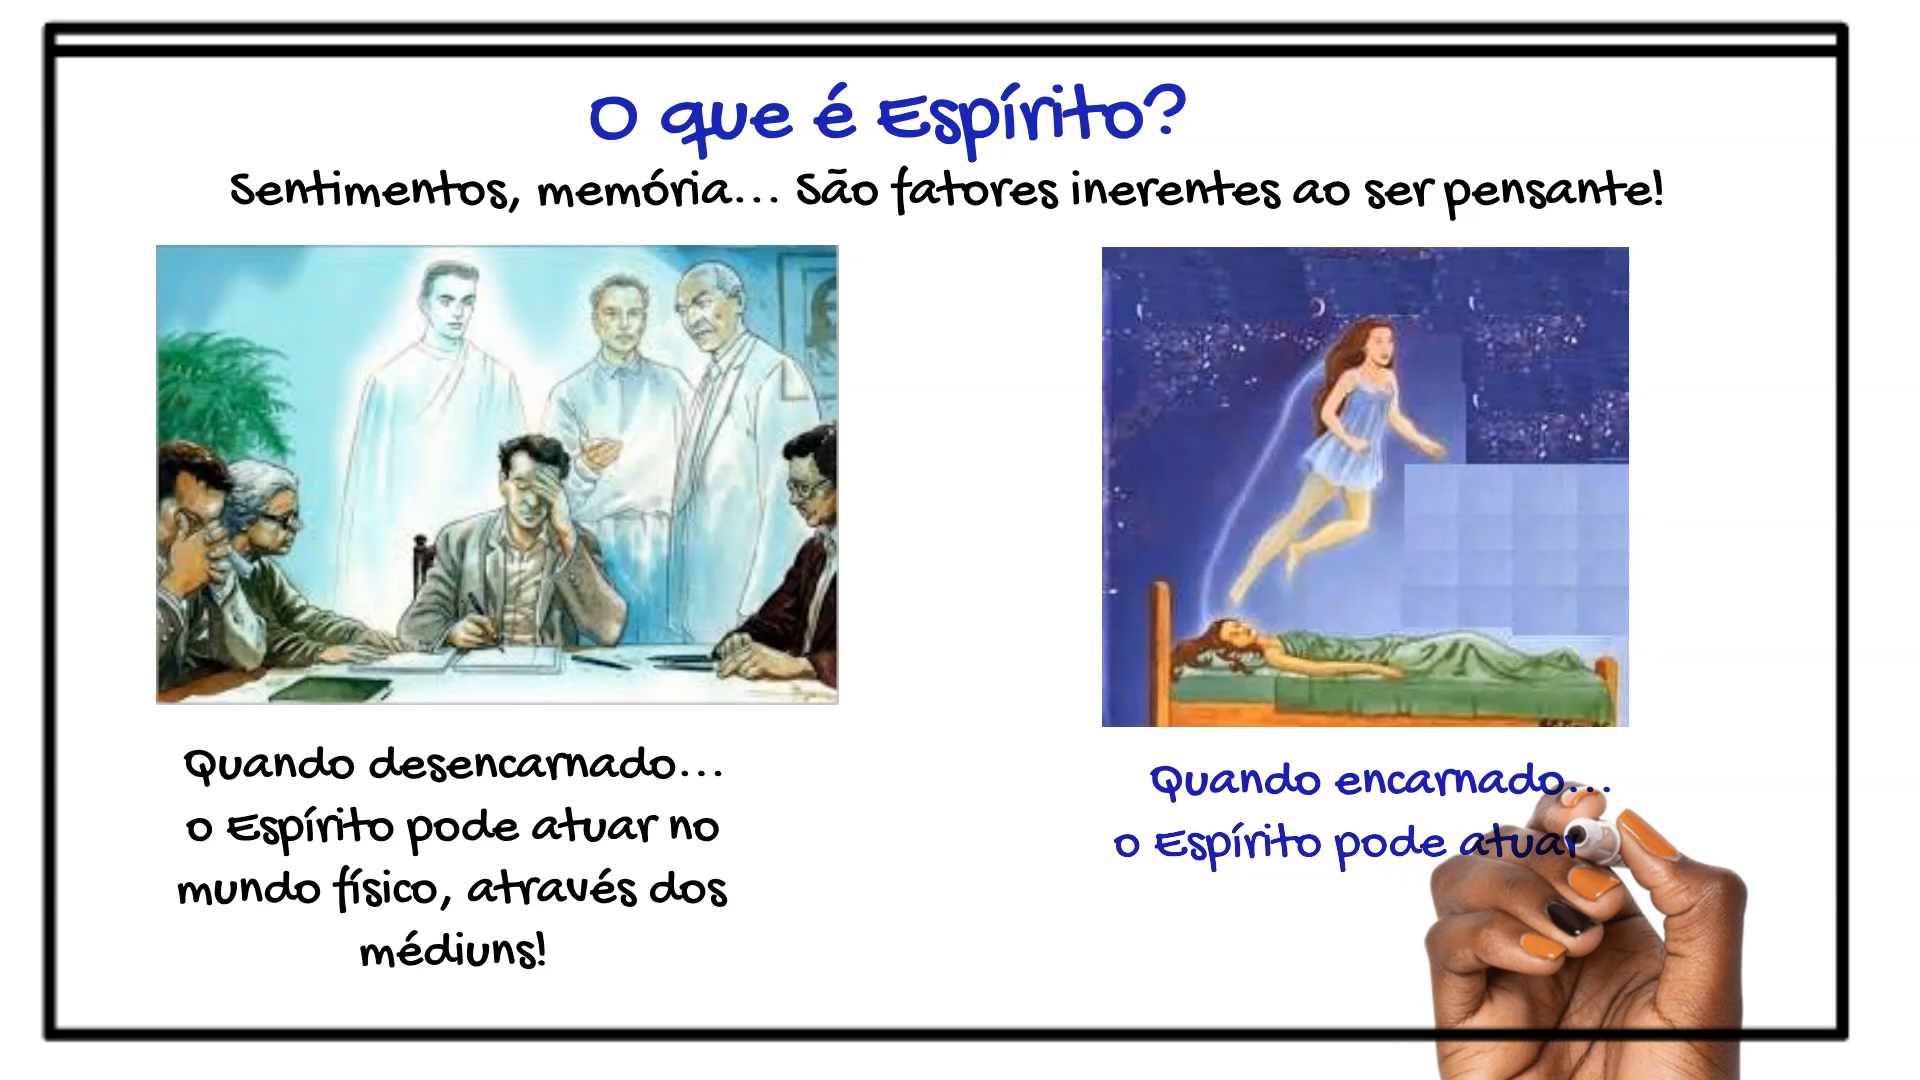 O que é Espírito?
Sentimentos, memória... São fatores inerentes ao ser pensante!
Quando desencarnado...
o Espírito pode atuar no
mundo físico, através dos
médiuns!
Quando encarnado...
o Espírito pode atuar